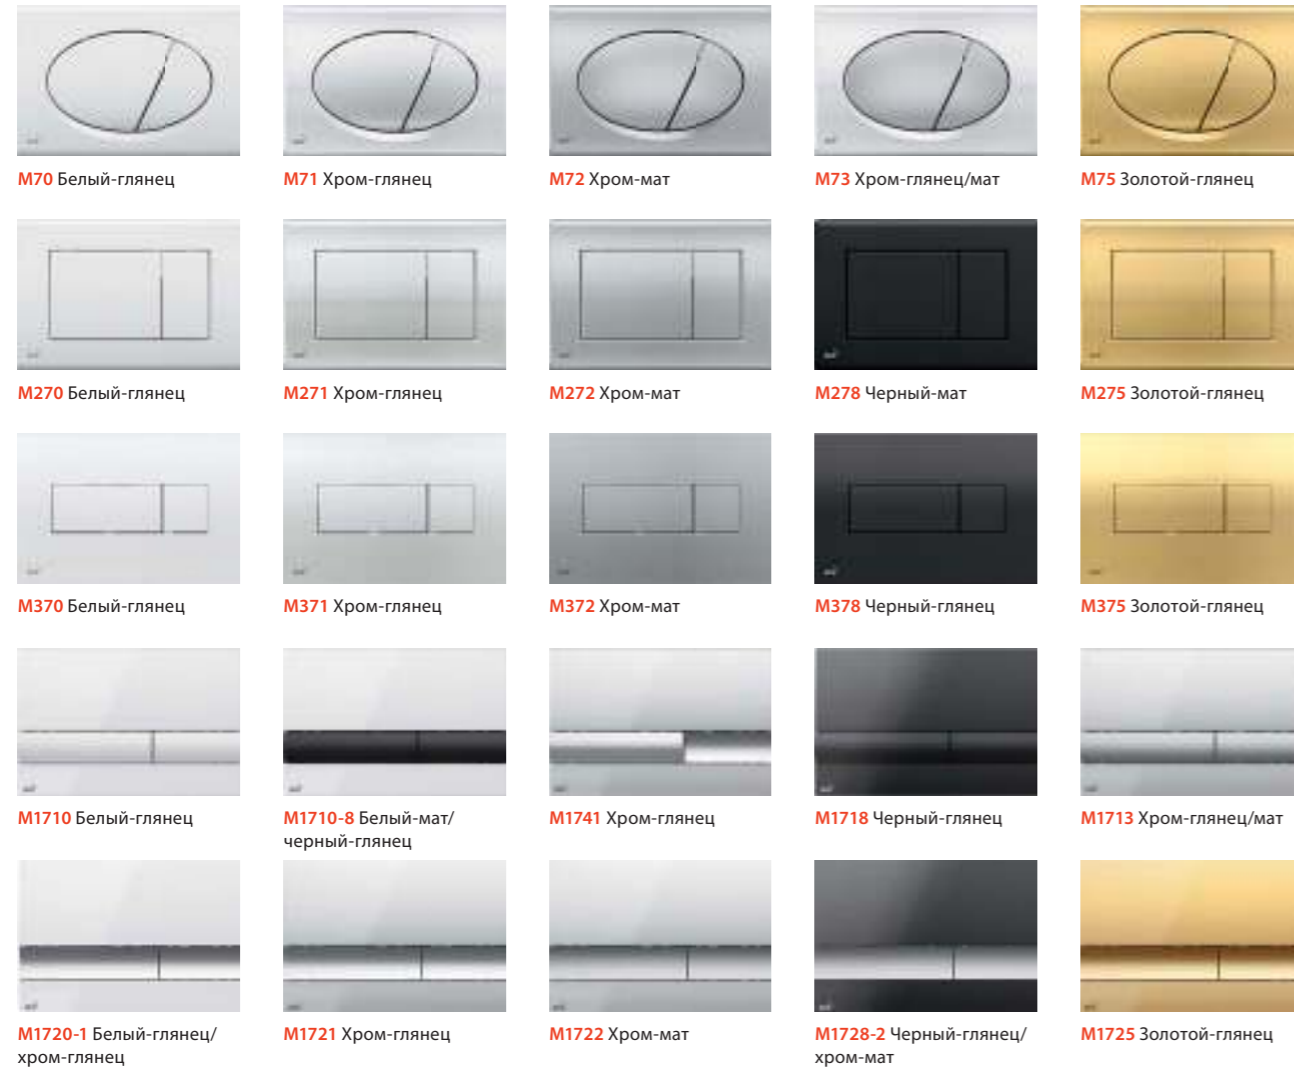 M70 Белый-глянец
M71 Хром-глянец
M72 Хром-мат
M73 Хром-глянец/мат
M75 Золотой-глянец
M270 Белый-глянец
M271 Хром-глянец
M272 Хром-мат
M278 Черный-мат
M275 Золотой-глянец
M370 Белый-глянец
M371 Хром-глянец
M372 Хром-мат
M378 Черный-глянец
M375 Золотой-глянец
M1710 Белый-глянец
M1710-8 Белый-мат/
черный-глянец
M1741 Хром-глянец
M1718 Черный-глянец
M1713 Хром-глянец/мат
M1720-1 Белый-глянец/
хром-глянец
M1721 Хром-глянец
M1722 Хром-мат
M1728-2 Черный-глянец/
хром-мат
M1725 Золотой-глянец